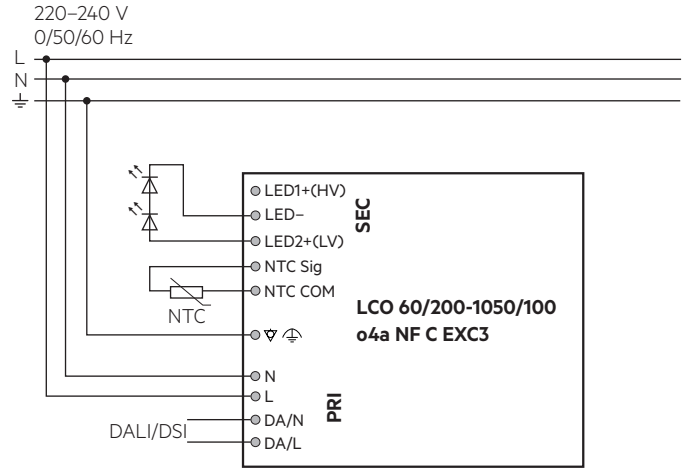 220–240 V
0/50/60 Hz
L
N
LED1+(HV)
LED–
SEC
LED2+(LV)
NTC Sig
NTC COM
NTC
LCO 60/200-1050/100
o4a NF C EXC3
N
L
PRI
DALI/DSI
DA/N
DA/L